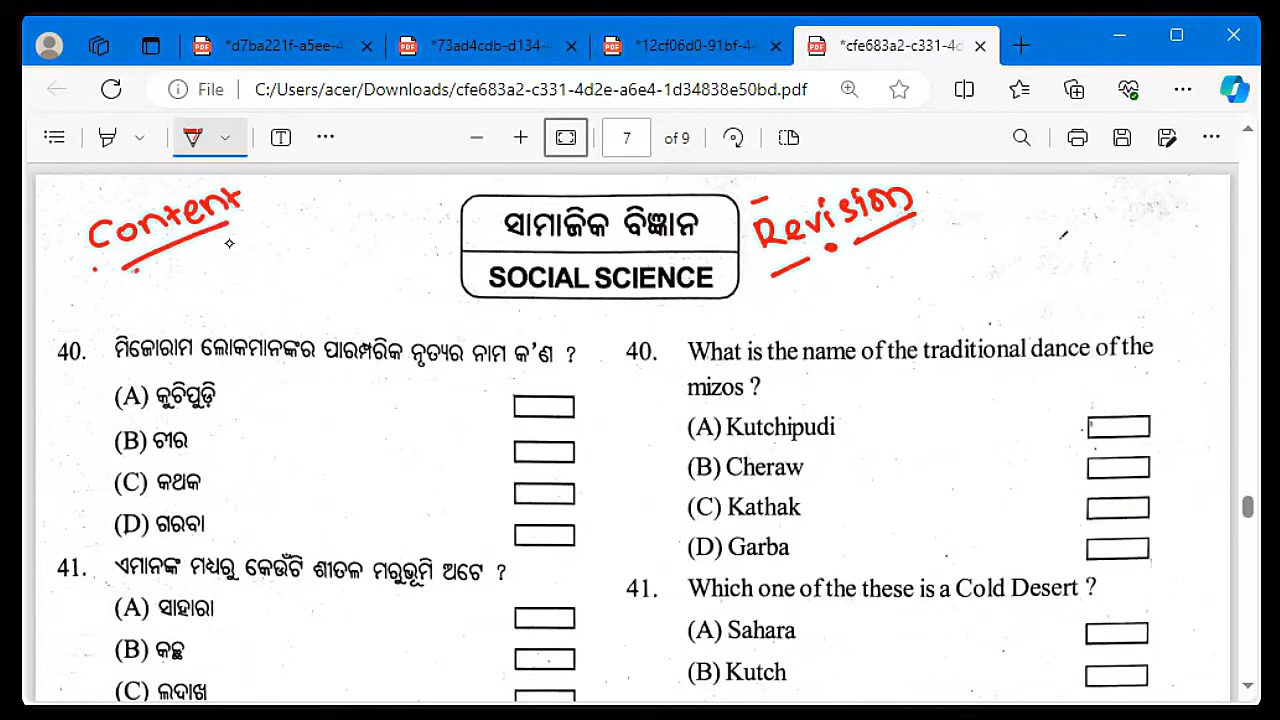 *d7ba221f-a5ee-4
*73ad4cdb-d134-4
*12cf06d0-91bf-44
*cfe683a2-c331-4d
File
C:/Users/acer/Downloads/cfe683a2-c331-4d2e-a6e4-1d34838e50bd.pdf
7 of 9
Content
ସାମାଜିକ ବିଜ୍ଞାନ
SOCIAL SCIENCE
Revision
40. ମିଜୋରାମ ଲୋକମାନଙ୍କର ପାରମ୍ପରିକ ନୃତ୍ୟର ନାମ କ'ଣ ?
(A) କୁଚିପୁଡ଼ି
(B) ଚୀର
(C) କଥକ
(D) ଗରବା
41. ଏମାନଙ୍କ ମଧ୍ୟରୁ କେଉଁଟି ଶୀତଳ ମରୁଭୂମି ଅଟେ ?
(A) ସାହାରା
(B) କଚ୍ଛ
(C) ଲଦାଖ
40. What is the name of the traditional dance of the
mizos ?
(A) Kutchipudi
(B) Cheraw
(C) Kathak
(D) Garba
41. Which one of the these is a Cold Desert ?
(A) Sahara
(B) Kutch